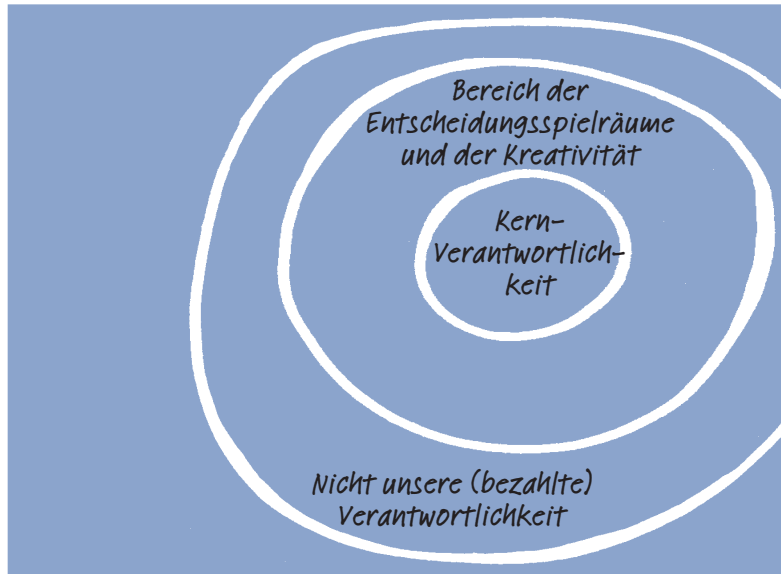 Bereich der
Entscheidungsspielräume
und der Kreativität
Kern-
Verantwortlich-
keit
Nicht unsere (bezahlte)
Verantwortlichkeit